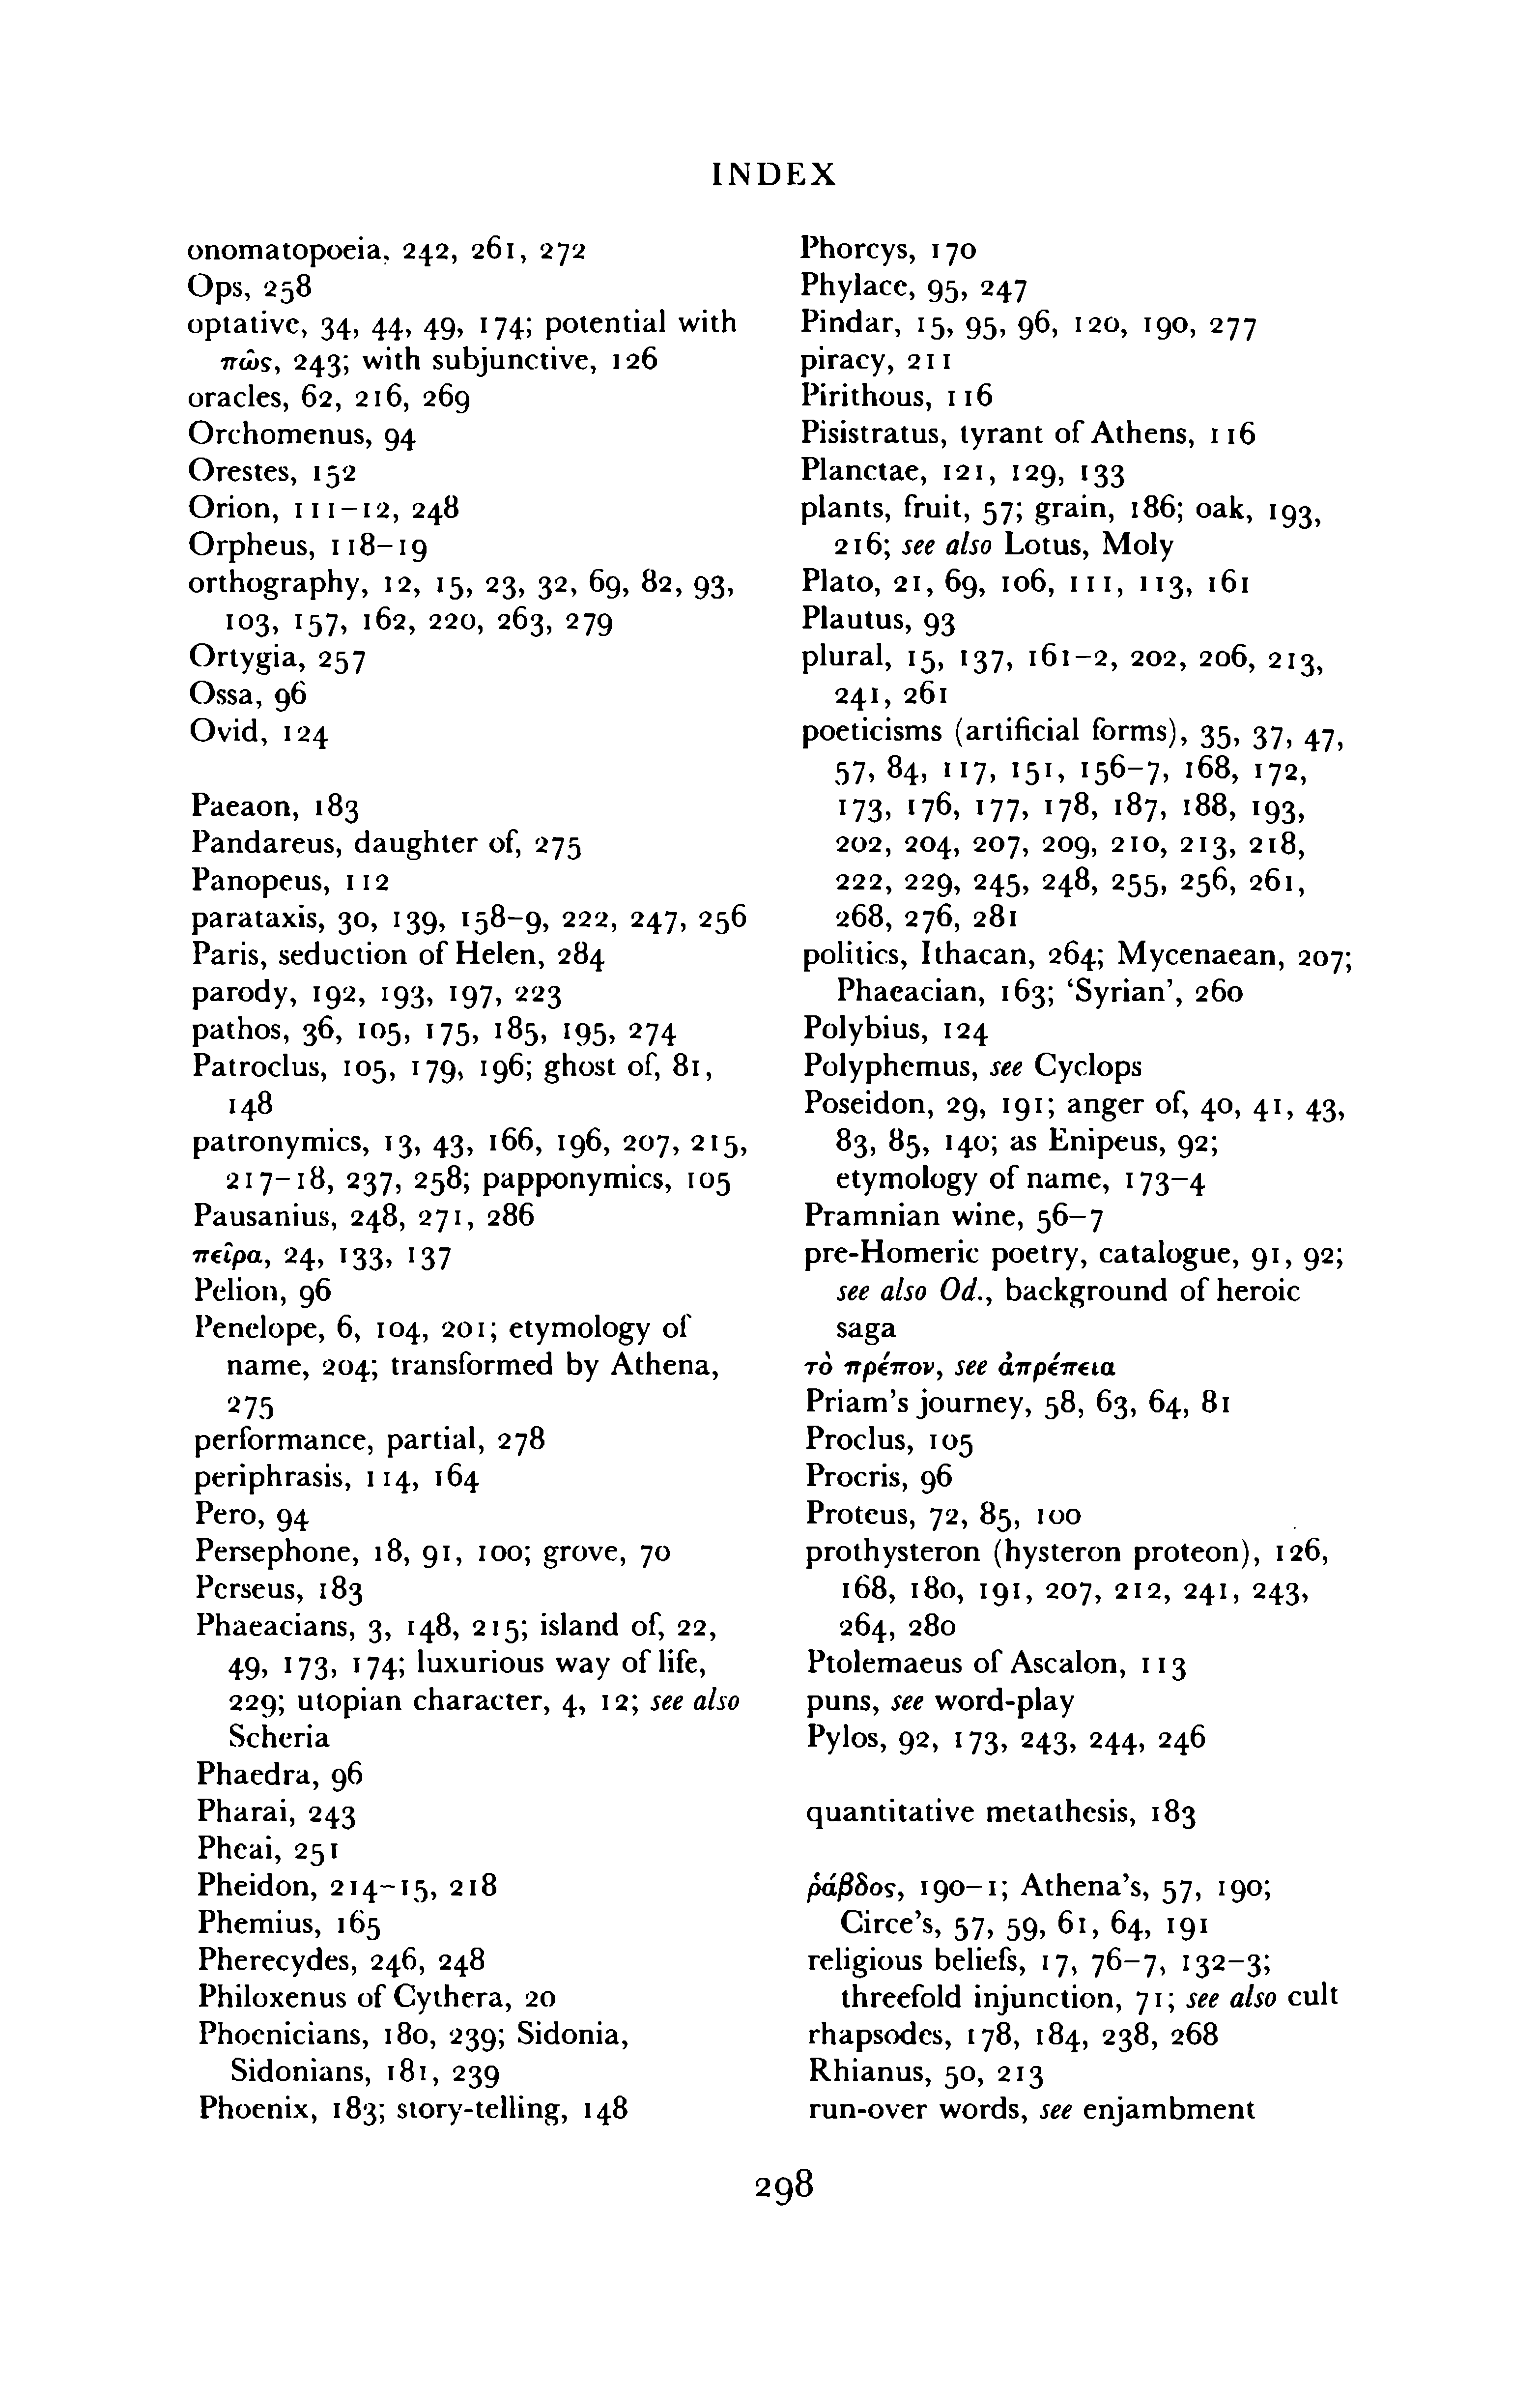 INDEX
onomatopoeia, 242, 261, 272
Ops, 258
optative, 34, 44, 49, 174; potential with
πῶς, 243; with subjunctive, 126
oracles, 62, 216, 269
Orchomenus, 94
Orestes, 152
Orion, 111–12, 248
Orpheus, 118–19
orthography, 12, 15, 23, 32, 69, 82, 93,
103, 157, 162, 220, 263, 279
Ortygia, 257
Ossa, 96
Ovid, 124
Paeaon, 183
Pandareus, daughter of, 275
Panopeus, 112
parataxis, 30, 139, 158–9, 222, 247, 256
Paris, seduction of Helen, 284
parody, 192, 193, 197, 223
pathos, 36, 105, 175, 185, 195, 274
Patroclus, 105, 179, 196; ghost of, 81,
148
patronymics, 13, 43, 166, 196, 207, 215,
217–18, 237, 258; papponymics, 105
Pausanius, 248, 271, 286
πεῖρα, 24, 133, 137
Pelion, 96
Penelope, 6, 104, 201; etymology of
name, 204; transformed by Athena,
275
performance, partial, 278
periphrasis, 114, 164
Pero, 94
Persephone, 18, 91, 100; grove, 70
Perseus, 183
Phaeacians, 3, 148, 215; island of, 22,
49, 173, 174; luxurious way of life,
229; utopian character, 4, 12; see also
Scheria
Phaedra, 96
Pharai, 243
Pheai, 251
Pheidon, 214–15, 218
Phemius, 165
Pherecydes, 246, 248
Philoxenus of Cythera, 20
Phoenicians, 180, 239; Sidonia,
Sidonians, 181, 239
Phoenix, 183; story-telling, 148
Phorcys, 170
Phylace, 95, 247
Pindar, 15, 95, 96, 120, 190, 277
piracy, 211
Pirithous, 116
Pisistratus, tyrant of Athens, 116
Planctae, 121, 129, 133
plants, fruit, 57; grain, 186; oak, 193,
216; see also Lotus, Moly
Plato, 21, 69, 106, 111, 113, 161
Plautus, 93
plural, 15, 137, 161–2, 202, 206, 213,
241, 261
poeticisms (artificial forms), 35, 37, 47,
57, 84, 117, 151, 156–7, 168, 172,
173, 176, 177, 178, 187, 188, 193,
202, 204, 207, 209, 210, 213, 218,
222, 229, 245, 248, 255, 256, 261,
268, 276, 281
politics, Ithacan, 264; Mycenaean, 207;
Phaeacian, 163; ‘Syrian’, 260
Polybius, 124
Polyphemus, see Cyclops
Poseidon, 29, 191; anger of, 40, 41, 43,
83, 85, 140; as Enipeus, 92;
etymology of name, 173–4
Pramnian wine, 56–7
pre-Homeric poetry, catalogue, 91, 92;
see also Od., background of heroic
saga
τὸ πρέπον, see ἀπρέπεια
Priam’s journey, 58, 63, 64, 81
Proclus, 105
Procris, 96
Proteus, 72, 85, 100
prothysteron (hysteron proteon), 126,
168, 180, 191, 207, 212, 241, 243,
264, 280
Ptolemaeus of Ascalon, 113
puns, see word-play
Pylos, 92, 173, 243, 244, 246
quantitative metathesis, 183
ῥάβδος, 190–1; Athena’s, 57, 190;
Circe’s, 57, 59, 61, 64, 191
religious beliefs, 17, 76–7, 132–3;
threefold injunction, 71; see also cult
rhapsodes, 178, 184, 238, 268
Rhianus, 50, 213
run-over words, see enjambment
298